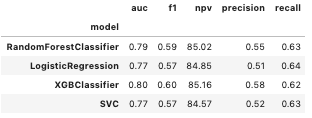 auc f1 npv precision recall
model
RandomForestClassifier 0.79 0.59 85.02 0.55 0.63
LogisticRegression 0.77 0.57 84.85 0.51 0.64
XGBClassifier 0.80 0.60 85.16 0.58 0.62
SVC 0.77 0.57 84.57 0.52 0.63